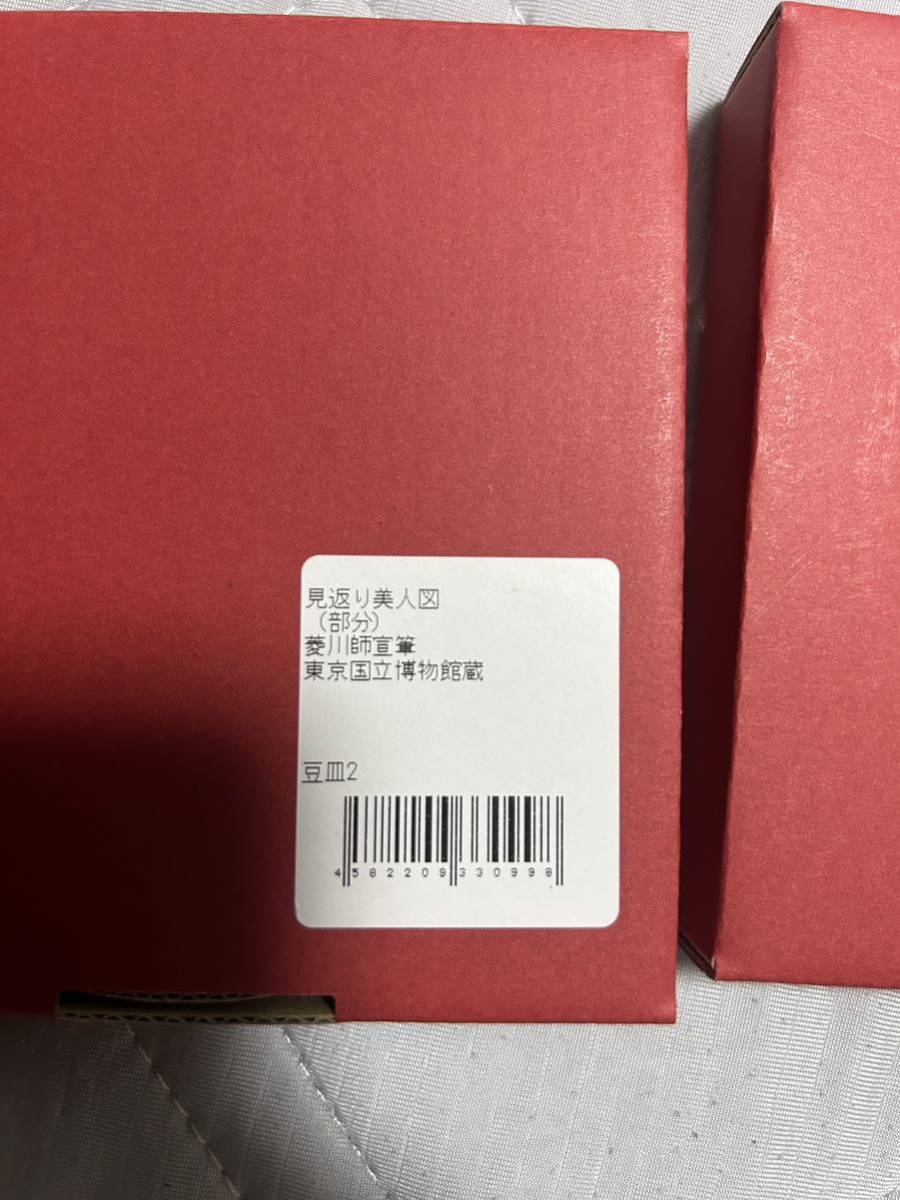 見返り美人図
（部分）
菱川師宣筆
東京国立博物館蔵
豆皿2
4582209330998